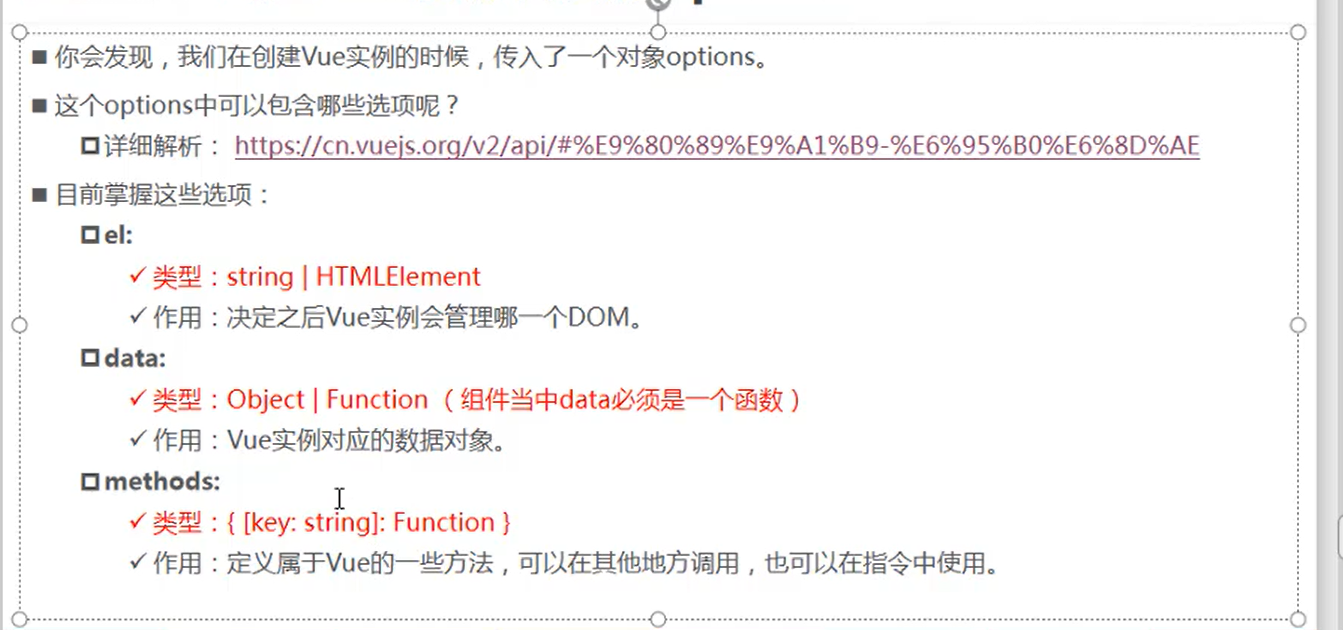 你会发现，我们在创建Vue实例的时候，传入了一个对象options。
这个options中可以包含哪些选项呢？
详细解析： https://cn.vuejs.org/v2/api/#%E9%80%89%E9%A1%B9-%E6%95%B0%E6%8D%AE
目前掌握这些选项：
el:
类型：string | HTMLElement
作用：决定之后Vue实例会管理哪一个DOM。
data:
类型：Object | Function （组件当中data必须是一个函数）
作用：Vue实例对应的数据对象。
methods:
类型：{ [key: string]: Function }
作用：定义属于Vue的一些方法，可以在其他地方调用，也可以在指令中使用。